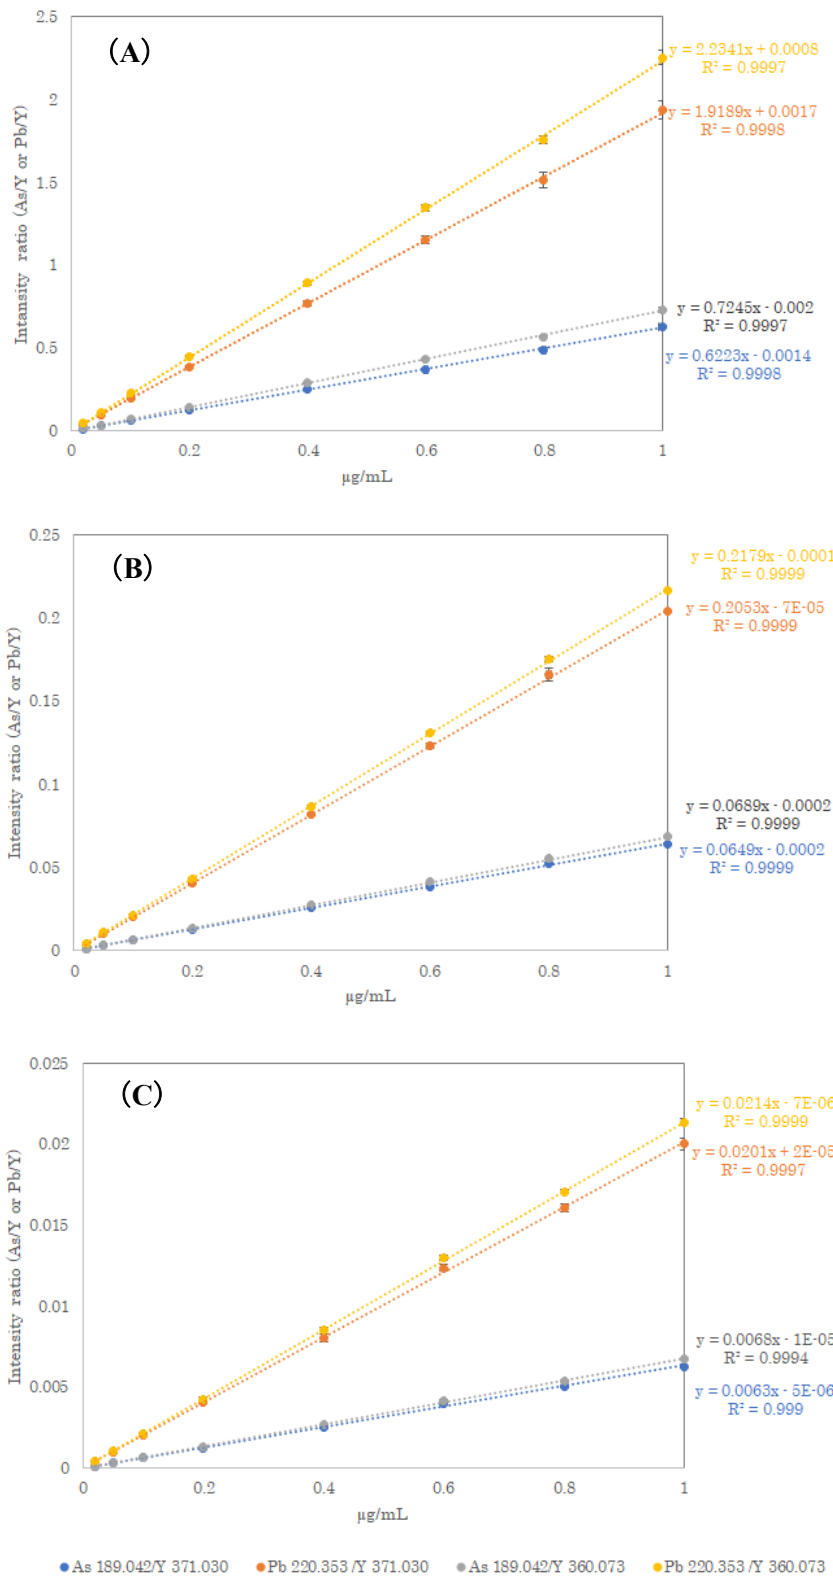 (A)
2.5
2
1.5
1
0.5
0
0
0.2
0.4
0.6
0.8
1
µg/mL
Intansity ratio (As/Y or Pb/Y)
y = 2.2341x + 0.0008
R² = 0.9997
y = 1.9189x + 0.0017
R² = 0.9998
y = 0.7245x - 0.002
R² = 0.9997
y = 0.6223x - 0.0014
R² = 0.9998
(B)
0.25
0.2
0.15
0.1
0.05
0
0
0.2
0.4
0.6
0.8
1
µg/mL
Intensity ratio (As/Y or Pb/Y)
y = 0.2179x - 0.0001
R² = 0.9999
y = 0.2053x - 7E-05
R² = 0.9999
y = 0.0689x - 0.0002
R² = 0.9999
y = 0.0649x - 0.0002
R² = 0.9999
(C)
0.025
0.02
0.015
0.01
0.005
0
0
0.2
0.4
0.6
0.8
1
µg/mL
Intensity ratio (As/Y or Pb/Y)
y = 0.0214x - 7E-06
R² = 0.9999
y = 0.0201x + 2E-05
R² = 0.9997
y = 0.0068x - 1E-05
R² = 0.9994
y = 0.0063x - 5E-06
R² = 0.999
As 189.042/Y 371.030
Pb 220.353 /Y 371.030
As 189.042/Y 360.073
Pb 220.353 /Y 360.073